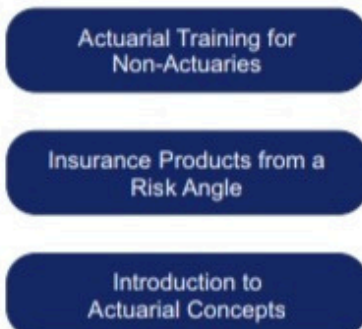 Actuarial Training for
Non-Actuaries
Insurance Products from a
Risk Angle
Introduction to
Actuarial Concepts